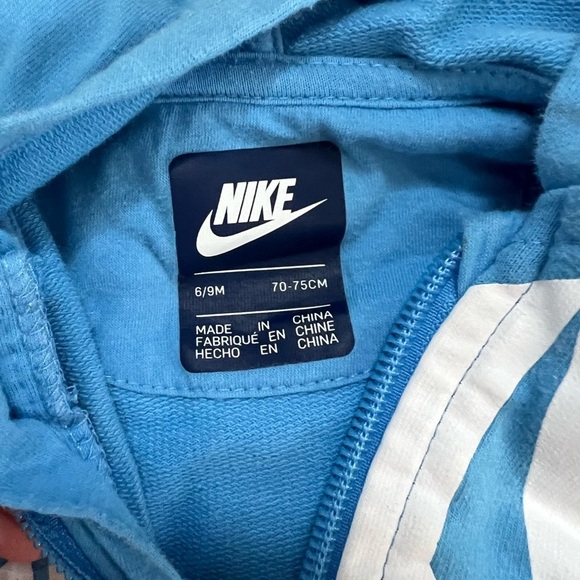 NIKE
6/9M 70-75CM
MADE IN CHINA
FABRIQUÉ EN CHINE
HECHO EN CHINA